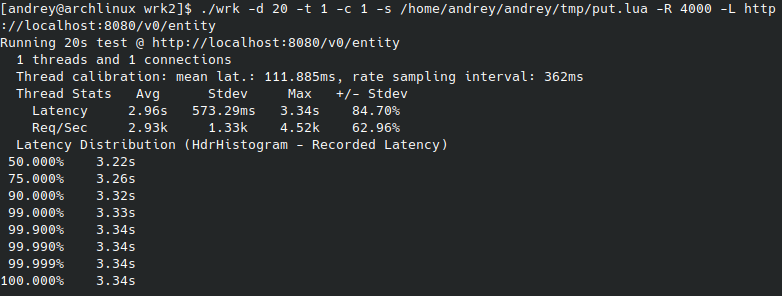 [andrey@archlinux wrk2]$ ./wrk -d 20 -t 1 -c 1 -s /home/andrey/andrey/tmp/put.lua -R 4000 -L http
://localhost:8080/v0/entity
Running 20s test @ http://localhost:8080/v0/entity
  1 threads and 1 connections
  Thread calibration: mean lat.: 111.885ms, rate sampling interval: 362ms
  Thread Stats   Avg      Stdev     Max   +/- Stdev
    Latency     2.96s   573.29ms   3.34s    84.70%
    Req/Sec     2.93k     1.33k    4.52k    62.96%
  Latency Distribution (HdrHistogram - Recorded Latency)
 50.000%    3.22s
 75.000%    3.26s
 90.000%    3.32s
 99.000%    3.33s
 99.900%    3.34s
 99.990%    3.34s
 99.999%    3.34s
100.000%    3.34s